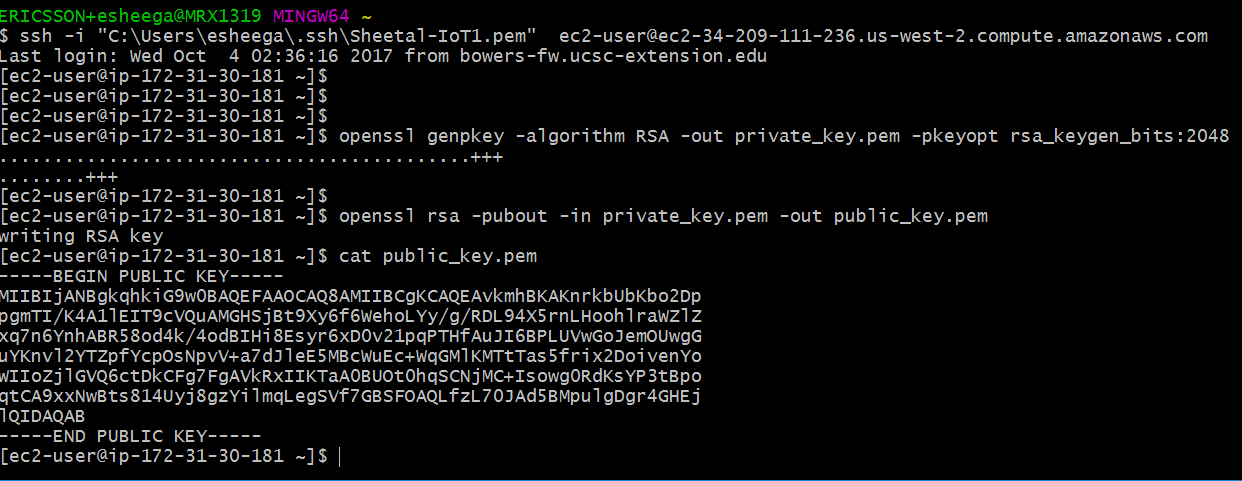 ERICSSON+esheega@MRX1319 MINGW64 ~
$ ssh -i "C:\Users\esheega\.ssh\Sheetal-IoT1.pem"  ec2-user@ec2-34-209-111-236.us-west-2.compute.amazonaws.com
Last login: Wed Oct  4 02:36:16 2017 from bowers-fw.ucsc-extension.edu
[ec2-user@ip-172-31-30-181 ~]$
[ec2-user@ip-172-31-30-181 ~]$
[ec2-user@ip-172-31-30-181 ~]$
[ec2-user@ip-172-31-30-181 ~]$ openssl genpkey -algorithm RSA -out private_key.pem -pkeyopt rsa_keygen_bits:2048
...........................................+++
........+++
[ec2-user@ip-172-31-30-181 ~]$
[ec2-user@ip-172-31-30-181 ~]$ openssl rsa -pubout -in private_key.pem -out public_key.pem
writing RSA key
[ec2-user@ip-172-31-30-181 ~]$ cat public_key.pem
-----BEGIN PUBLIC KEY-----
MIIBIjANBgkqhkiG9w0BAQEFAAOCAQ8AMIIBCgKCAQEAvkmhBKAKnrkbUbKbo2Dp
pgmTI/K4A1lEIT9cVQuAMGHSjBt9Xy6f6WehoLYy/g/RDL94X5rnLHoohlraWZlZ
xq7n6YnhABR58od4k/4odBIHi8Esyr6xD0v21pqPTHfAuJI6BPLUVwGoJemOUwgG
uYKnvl2YTZpfYcpOsNpvV+a7dJleE5MBcWuEc+WqGMlKMTtTas5frix2DoivenYo
WIIoZjlGVQ6ctDkCFg7FgAVkRxIIKTaA0BUOt0hqSCNjMC+Isowg0RdKsYP3tBpo
qtCA9xxNwBts814Uyj8gzYilmqLegSVf7GBSFOAQLfzL70JAd5BMpulgDgr4GHEj
lQIDAQAB
-----END PUBLIC KEY-----
[ec2-user@ip-172-31-30-181 ~]$